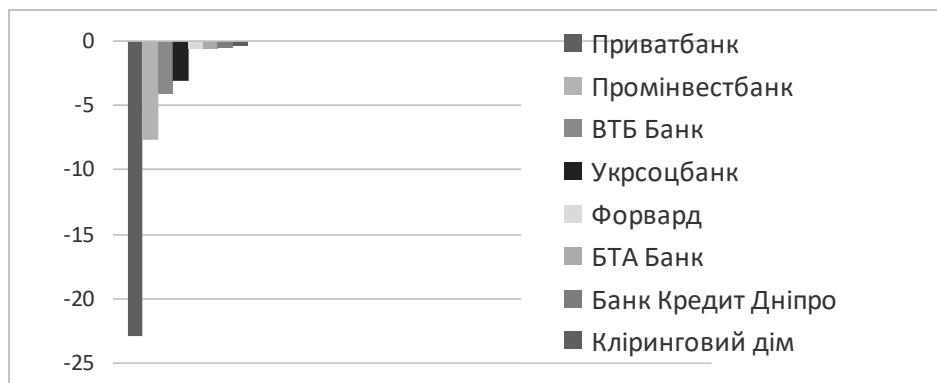 0
-5
-10
-15
-20
-25
Приватбанк
Промінвестбанк
ВТБ Банк
Укрсоцбанк
Форвард
БТА Банк
Банк Кредит Дніпро
Кліринговий дім